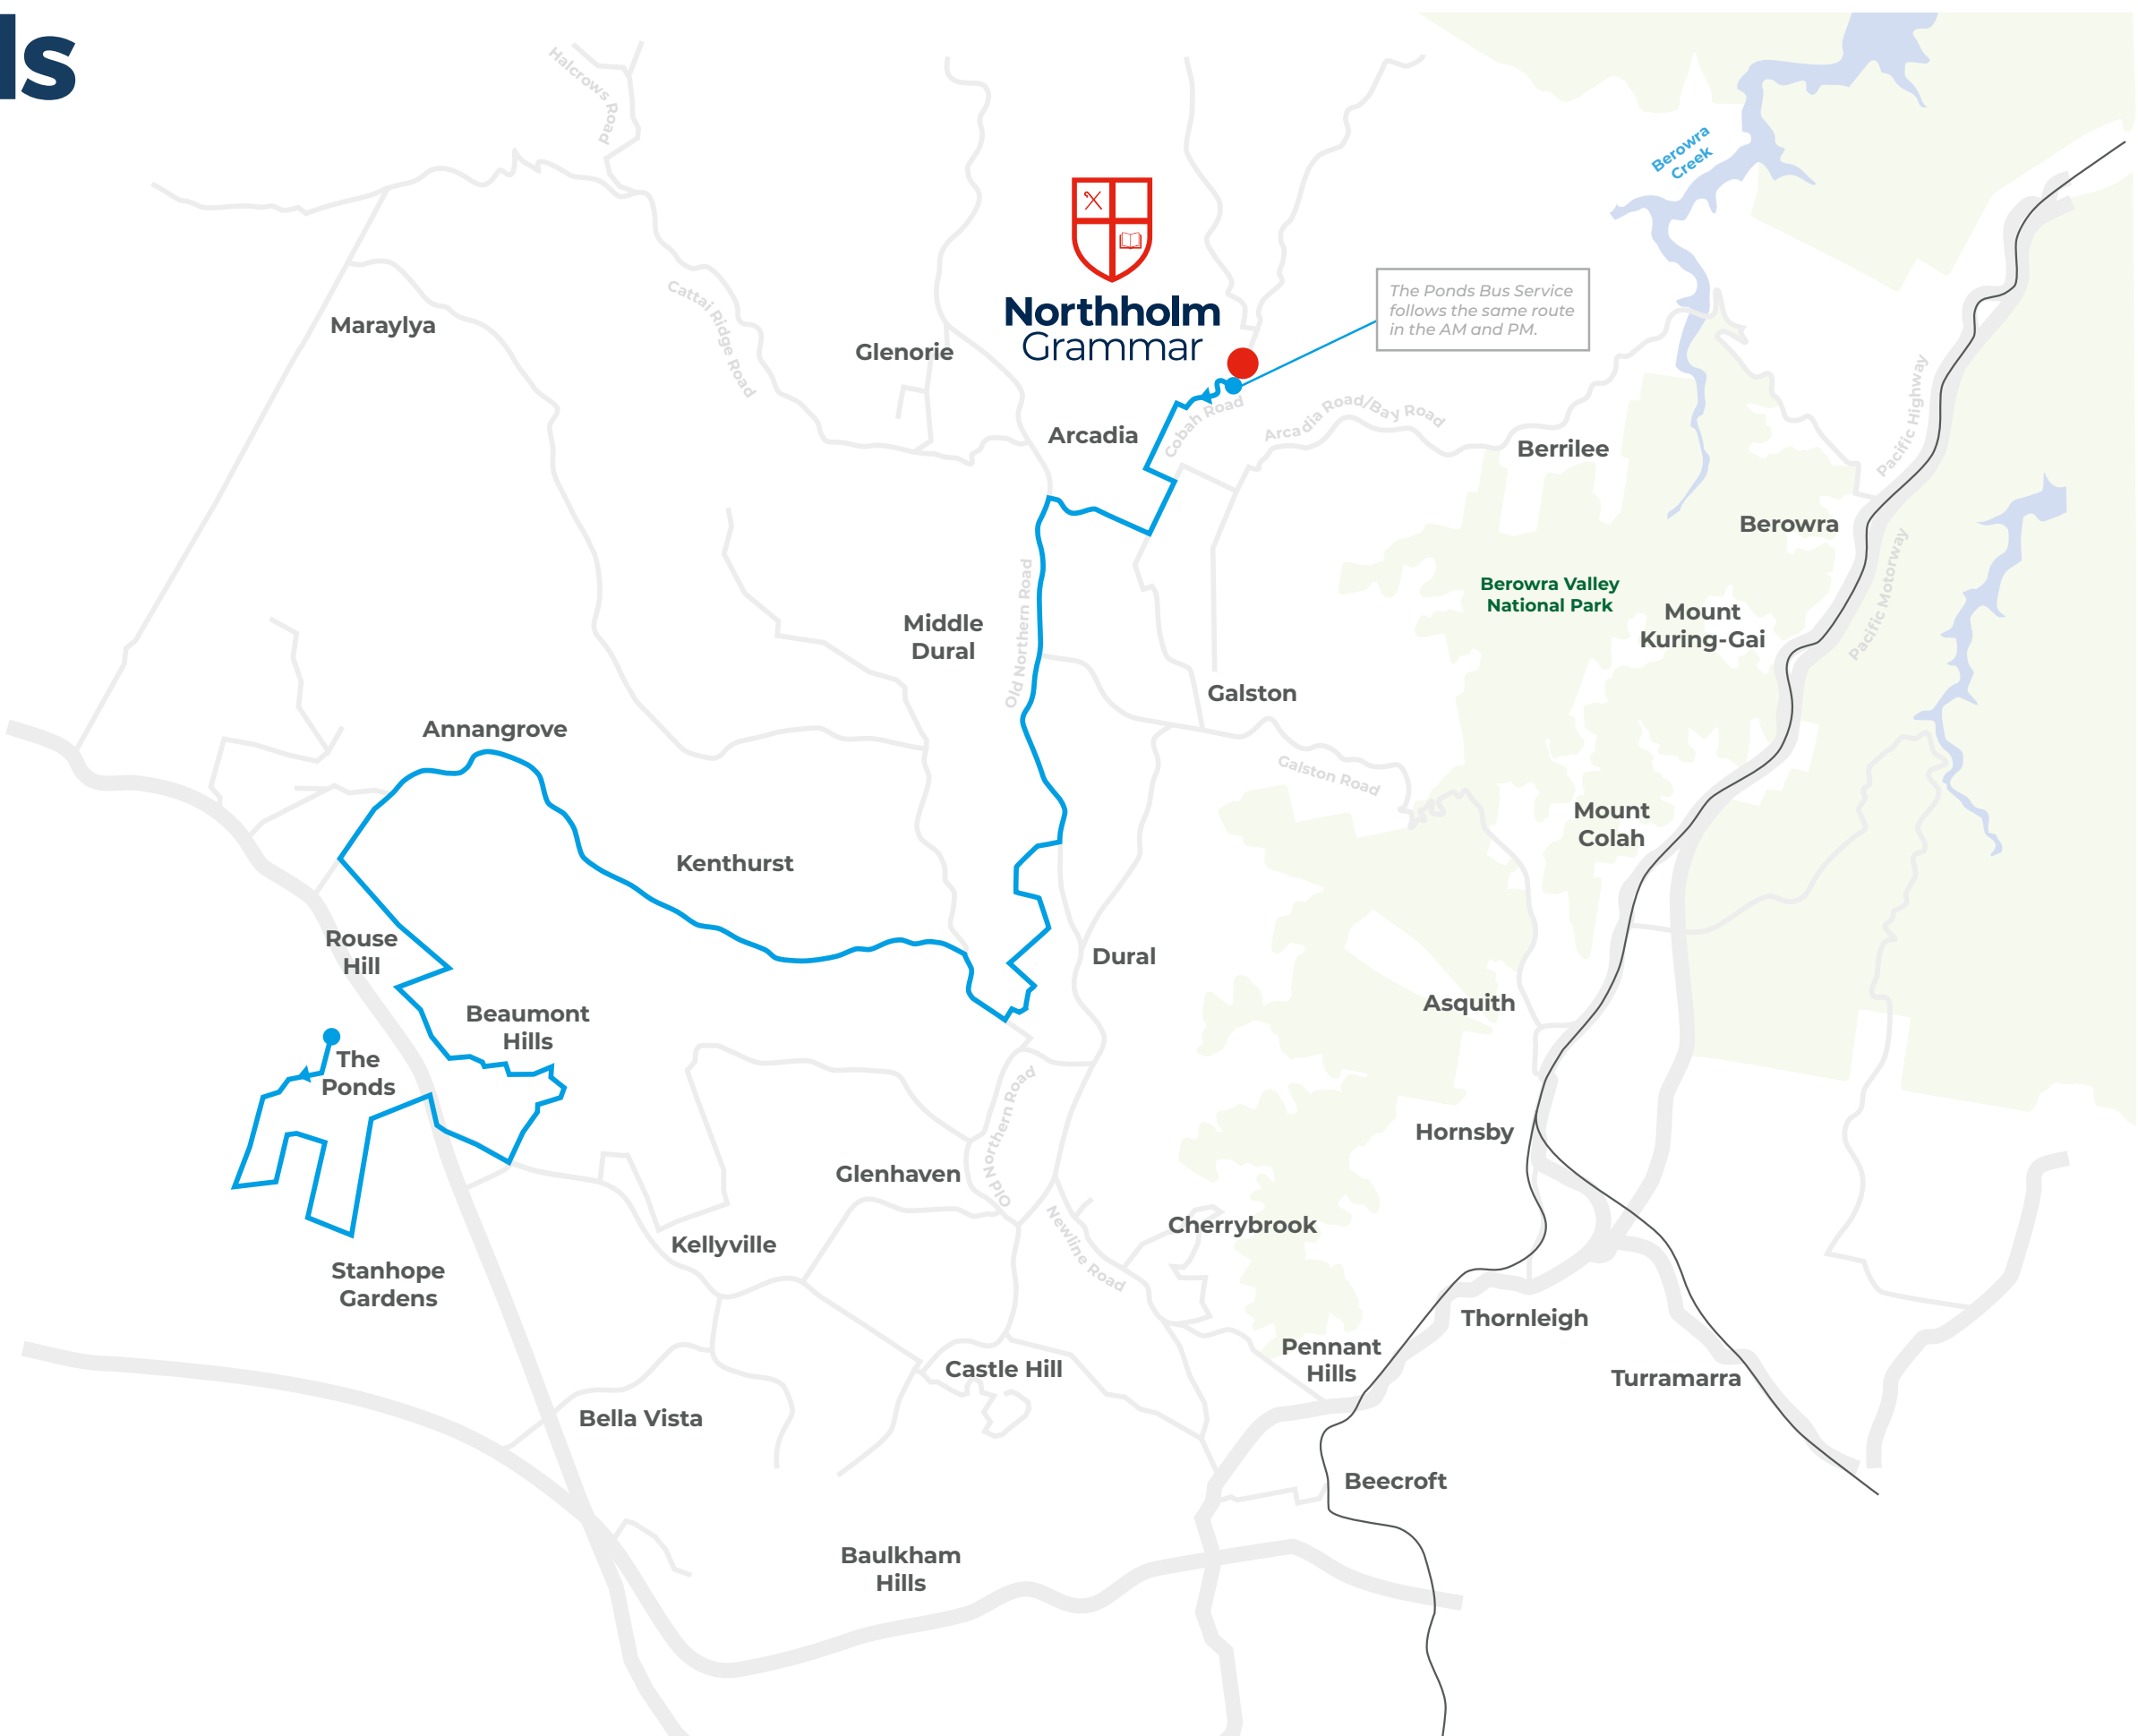 ls
Halcrows Road
Berowra
Creek
Northholm
Grammar
The Ponds Bus Service
follows the same route
in the AM and PM.
Maraylya
Cattai Ridge Road
Glenorie
Arcadia
Cobah Road
Arcadia Road/Bay Road
Berrilee
Pacific Highway
Berowra
Pacific Motorway
Berowra Valley
National Park
Mount
Kuring-Gai
Middle
Dural
Old Northern Road
Galston
Annangrove
Galston Road
Mount
Colah
Kenthurst
Rouse
Hill
Dural
Asquith
Beaumont
Hills
The
Ponds
Old Northern Road
Hornsby
Glenhaven
Newline Road
Cherrybrook
Kellyville
Stanhope
Gardens
Thornleigh
Pennant
Hills
Castle Hill
Turramarra
Bella Vista
Beecroft
Baulkham
Hills